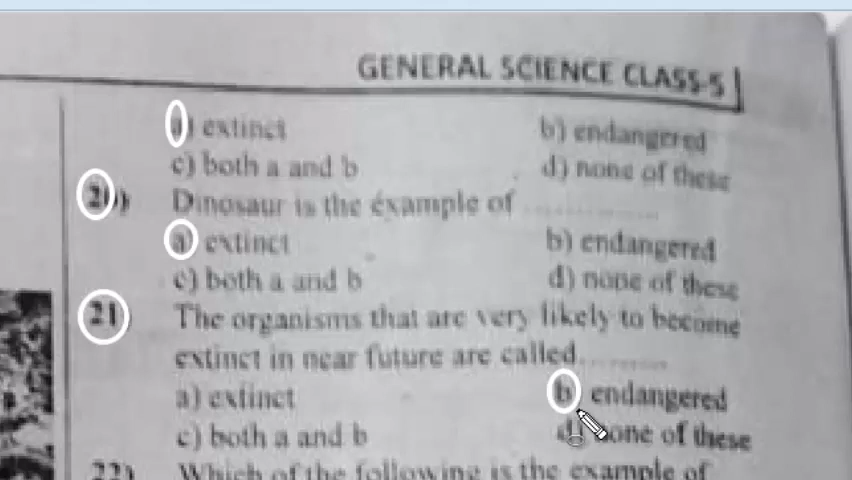 GENERAL SCIENCE CLASS-5
a) extinct b) endangered
c) both a and b d) none of these
20) Dinosaur is the example of ............
a) extinct b) endangered
c) both a and b d) none of these
21) The organisms that are very likely to become
extinct in near future are called.........
a) extinct b) endangered
c) both a and b d) none of these
22) Which of the following is the example of